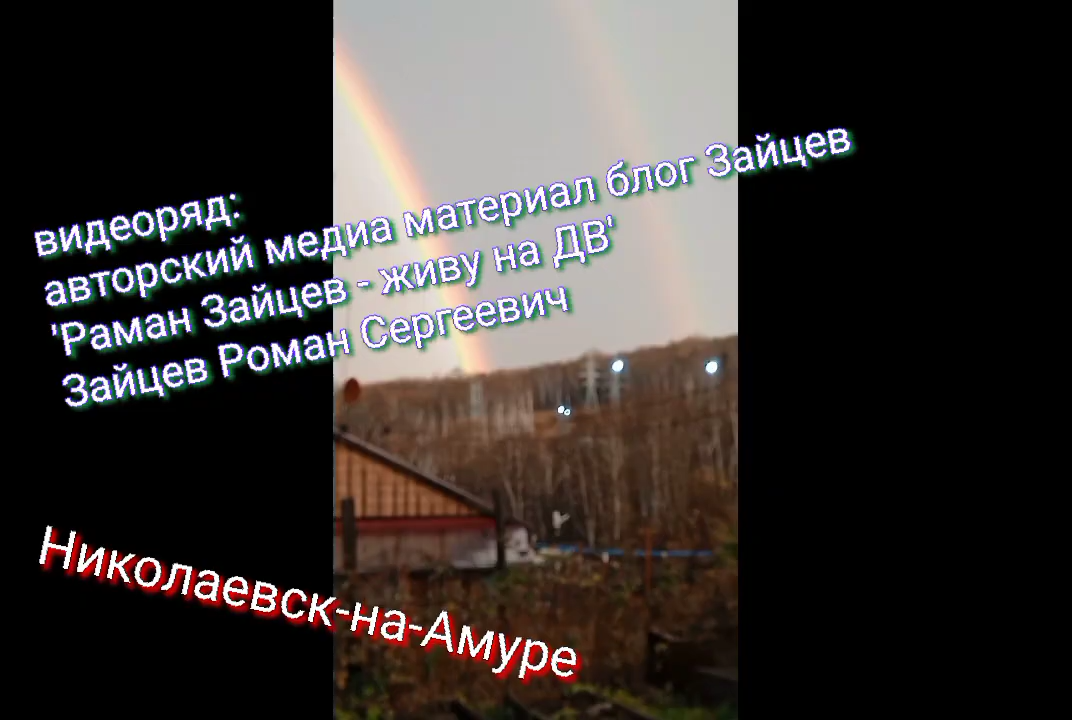 видеоряд:
авторский медиа материал блог Зайцев
'Раман Зайцев - живу на ДВ'
Зайцев Роман Сергеевич
Николаевск-на-Амуре